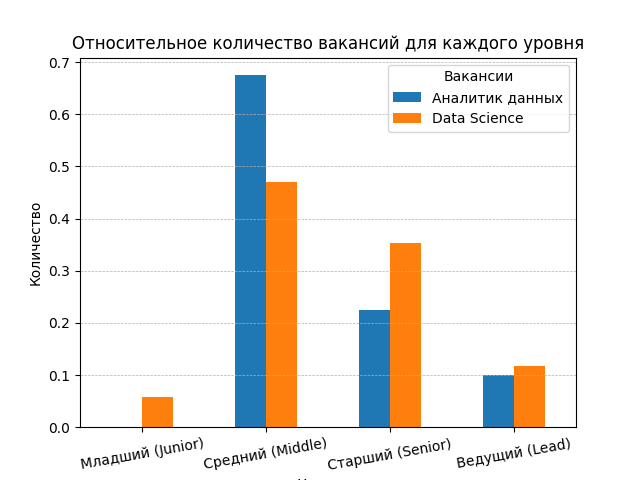 Относительное количество вакансий для каждого уровня
Количество
0.7
0.6
0.5
0.4
0.3
0.2
0.1
0.0
Вакансии
Аналитик данных
Data Science
Младший (Junior)
Средний (Middle)
Старший (Senior)
Ведущий (Lead)